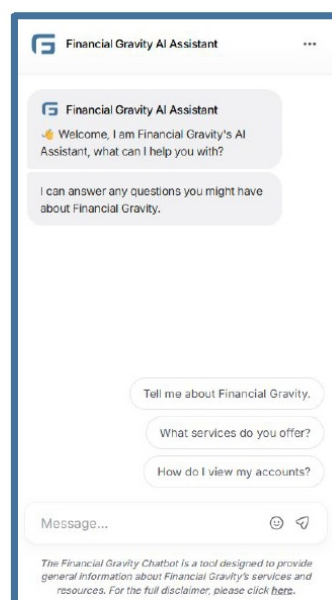 Financial Gravity AI Assistant
Financial Gravity AI Assistant
👋 Welcome, I am Financial Gravity's AI
Assistant, what can I help you with?
I can answer any questions you might have
about Financial Gravity.
Tell me about Financial Gravity.
What services do you offer?
How do I view my accounts?
Message...
The Financial Gravity Chatbot is a tool designed to provide
general information about Financial Gravity's services and
resources. For the full disclaimer, please click here.